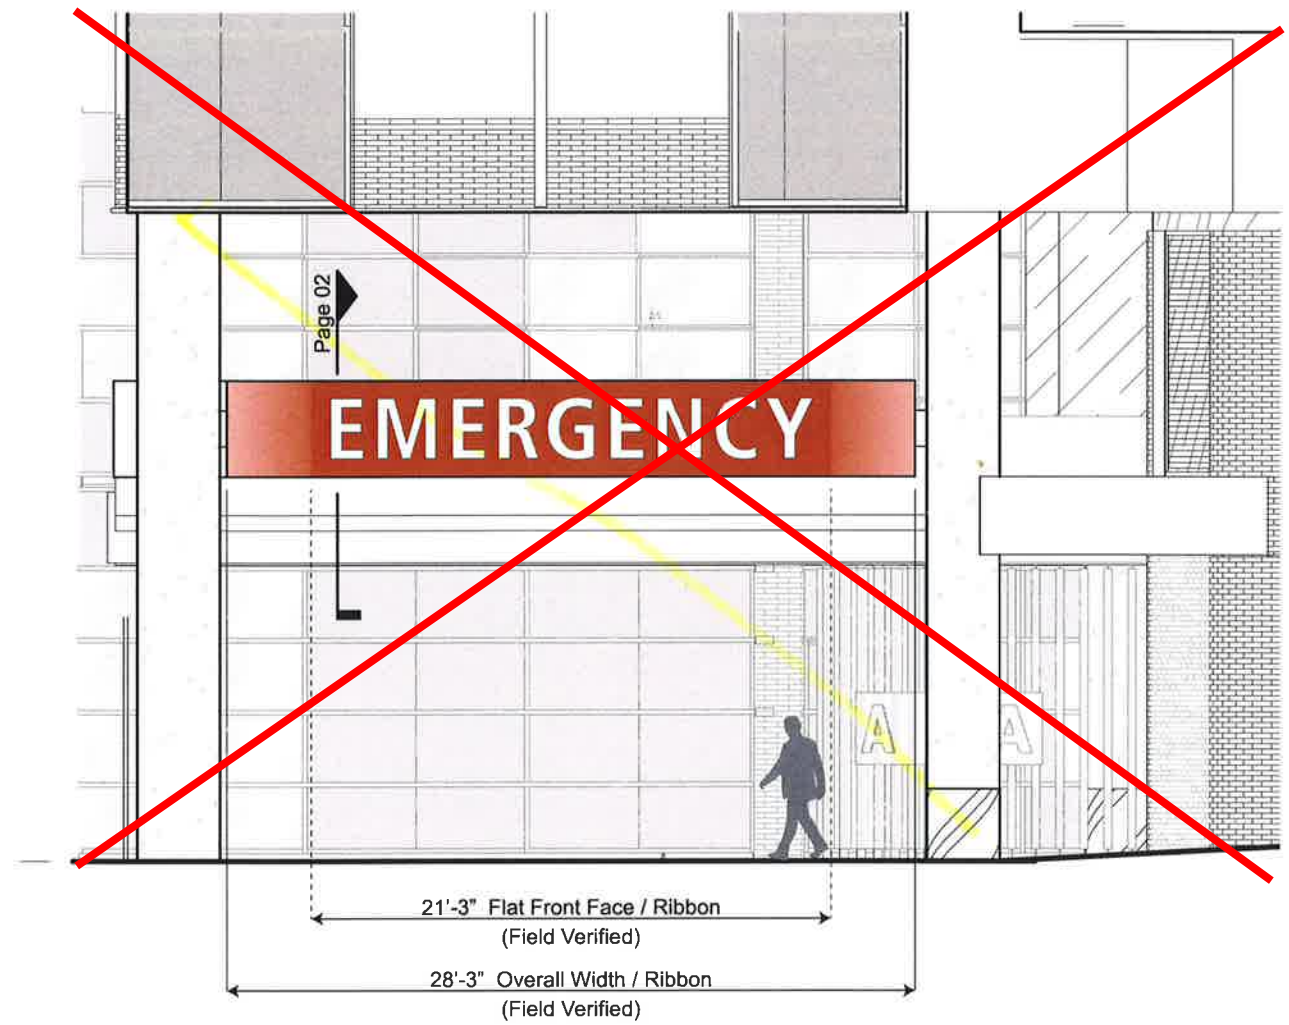 Page 02
EMERGENCY
A A
21'-3" Flat Front Face / Ribbon
(Field Verified)
28'-3" Overall Width / Ribbon
(Field Verified)